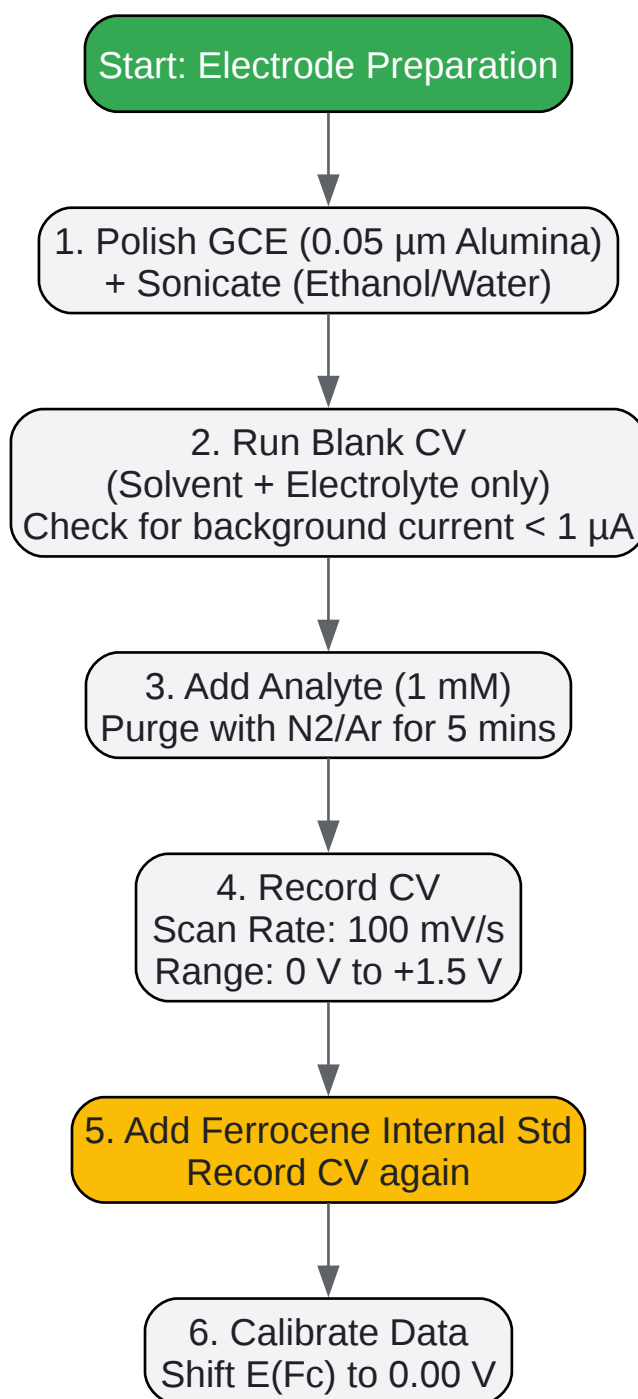 Start: Electrode Preparation
1. Polish GCE (0.05 µm Alumina)
+ Sonicate (Ethanol/Water)
2. Run Blank CV
(Solvent + Electrolyte only)
Check for background current < 1 µA
3. Add Analyte (1 mM)
Purge with N2/Ar for 5 mins
4. Record CV
Scan Rate: 100 mV/s
Range: 0 V to +1.5 V
5. Add Ferrocene Internal Std
Record CV again
6. Calibrate Data
Shift E(Fc) to 0.00 V